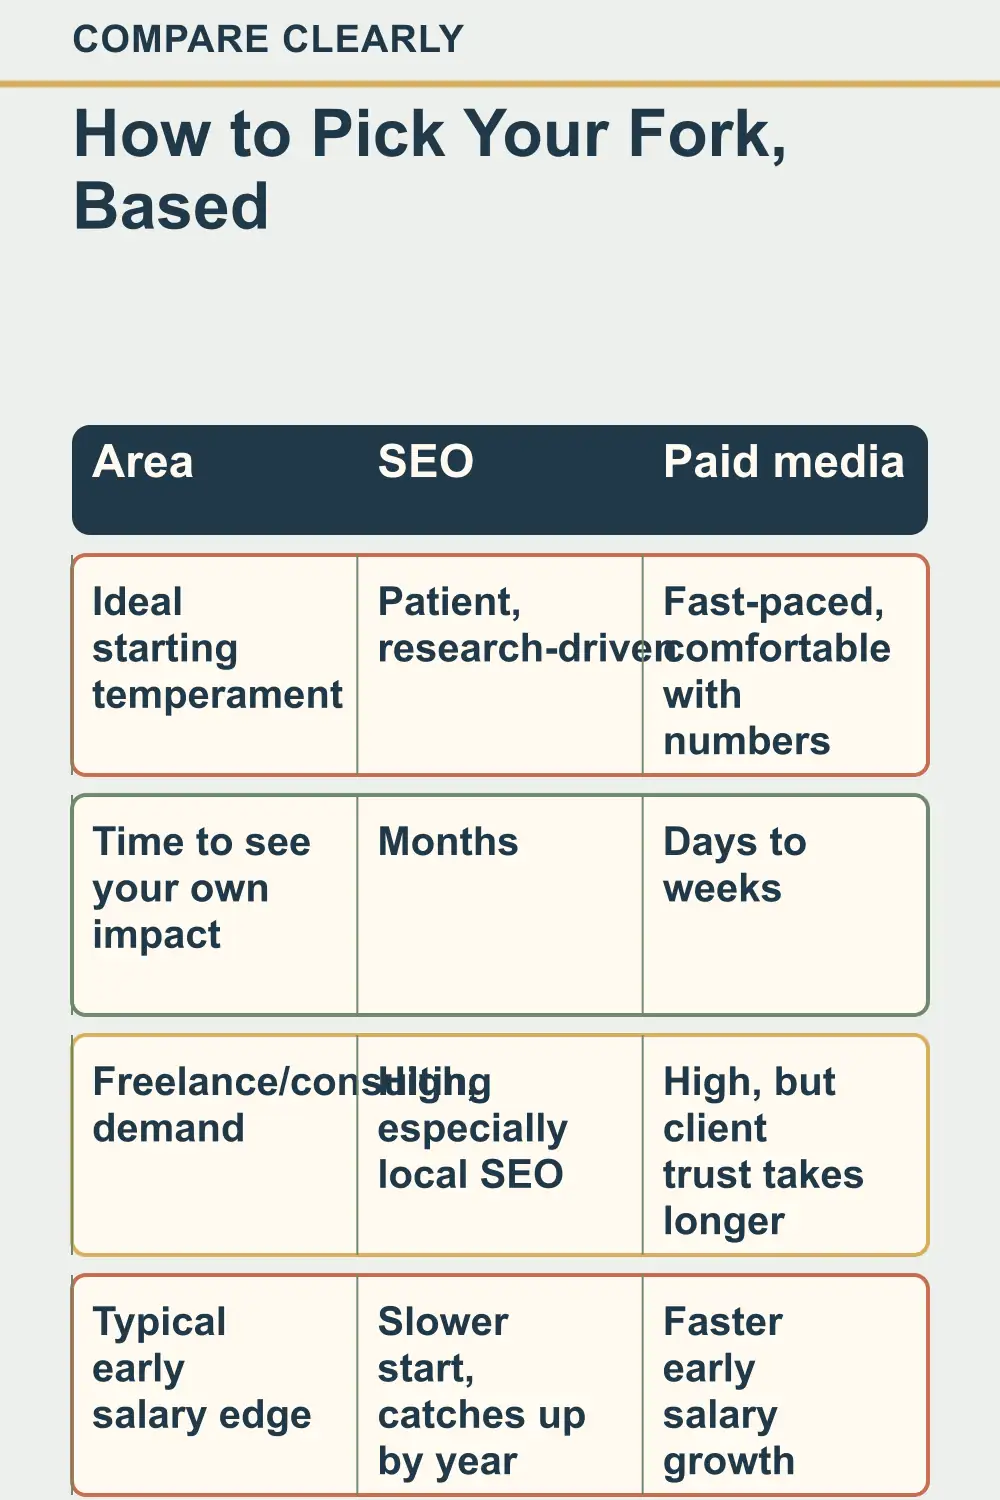 COMPARE CLEARLY
How to Pick Your Fork,
Based
Area
SEO
Paid media
Ideal
starting
temperament
Patient,
research-driven
Fast-paced,
comfortable
with
numbers
Time to see
your own
impact
Months
Days to
weeks
Freelance/consulting
demand
High,
especially
local SEO
High, but
client
trust takes
longer
Typical
early
salary edge
Slower
start,
catches up
by year
Faster
early
salary
growth